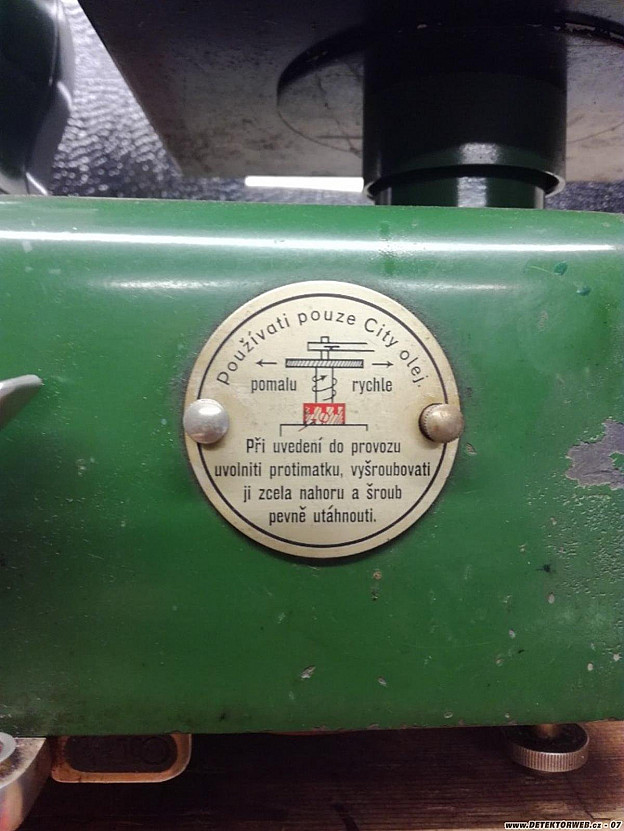 Používati pouze City olej.
pomalu rychle
Při uvedení do provozu
uvolniti protimatku, vyšroubovati
ji zcela nahoru a šroub
pevně utáhnouti.
www.DETEKTORWEB.cz - 07